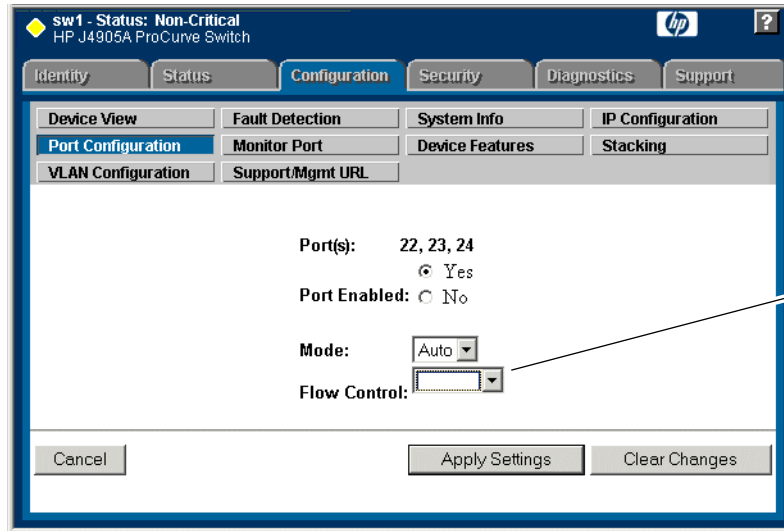 sw1 - Status: Non-Critical
HP J4905A ProCurve Switch
hp
?
Identity Status Configuration Security Diagnostics Support
Device View Fault Detection System Info IP Configuration
Port Configuration Monitor Port Device Features Stacking
VLAN Configuration Support/Mgmt URL
Port(s): 22, 23, 24
Yes
Port Enabled: No
Mode: Auto
Flow Control:
Cancel Apply Settings Clear Changes